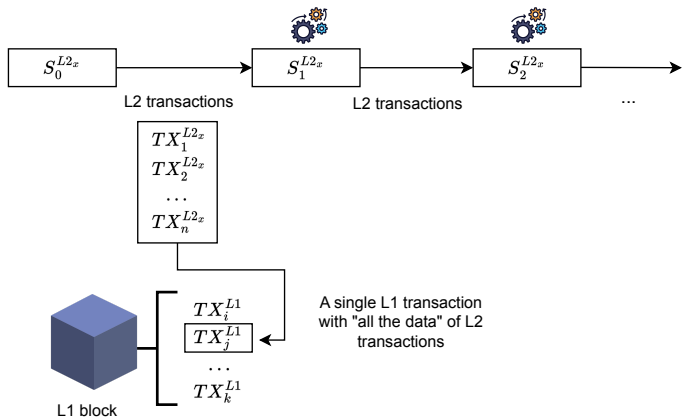 $S_0^{L2_x}$
$S_1^{L2_x}$
$S_2^{L2_x}$
L2 transactions
L2 transactions
...
$TX_1^{L2_x}$
$TX_2^{L2_x}$
...
$TX_n^{L2_x}$
$TX_i^{L1}$
$TX_j^{L1}$
...
$TX_k^{L1}$
A single L1 transaction
with "all the data" of L2
transactions
L1 block